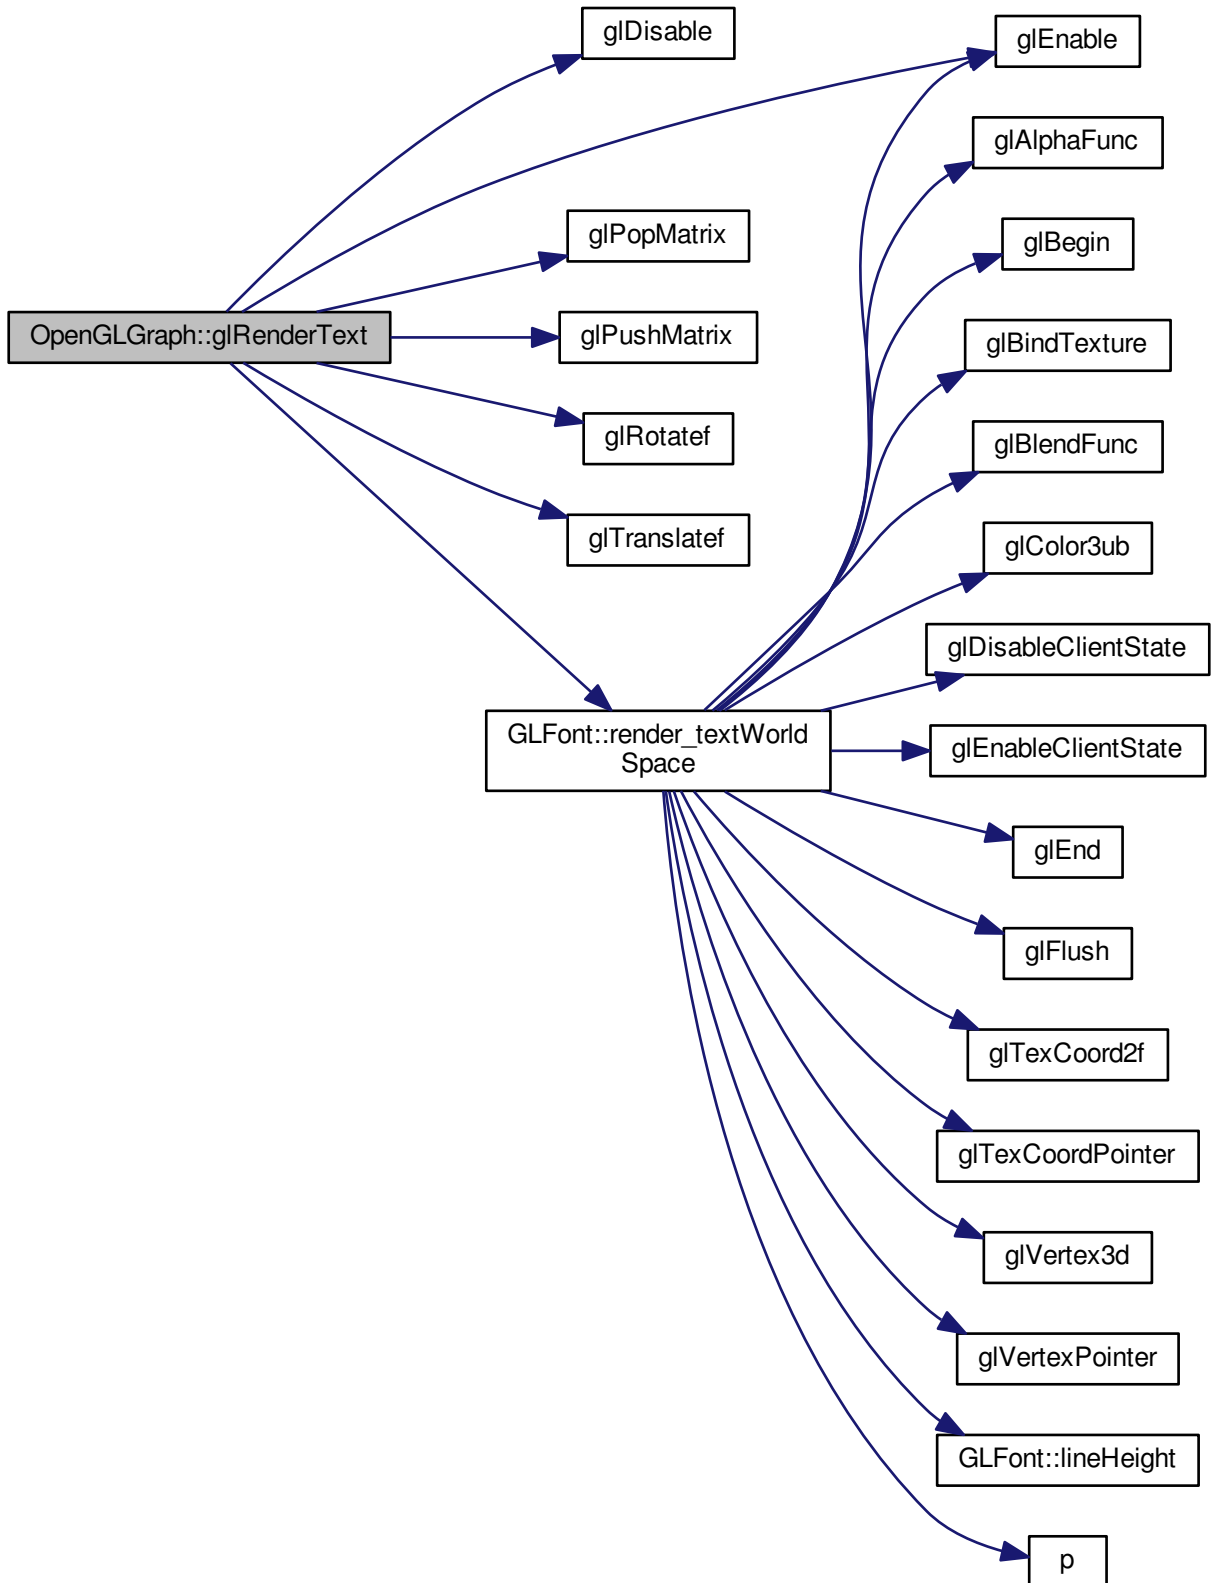 glDisable
glEnable
glAlphaFunc
glPopMatrix
glBegin
OpenGLGraph::glRenderText
glPushMatrix
glBindTexture
glRotatef
glBlendFunc
glTranslatef
glColor3ub
glDisableClientState
GLFont::render_textWorld
Space
glEnableClientState
glEnd
glFlush
glTexCoord2f
glTexCoordPointer
glVertex3d
glVertexPointer
GLFont::lineHeight
p